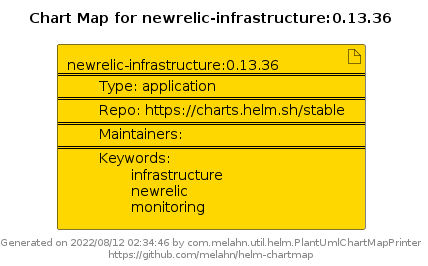 Chart Map for newrelic-infrastructure:0.13.36
newrelic-infrastructure:0.13.36
Type: application
Repo: https://charts.helm.sh/stable
Maintainers:
Keywords:
infrastructure
newrelic
monitoring
Generated on 2022/08/12 02:34:46 by com.melahn.util.helm.PlantUmlChartMapPrinter
https://github.com/melahn/helm-chartmap